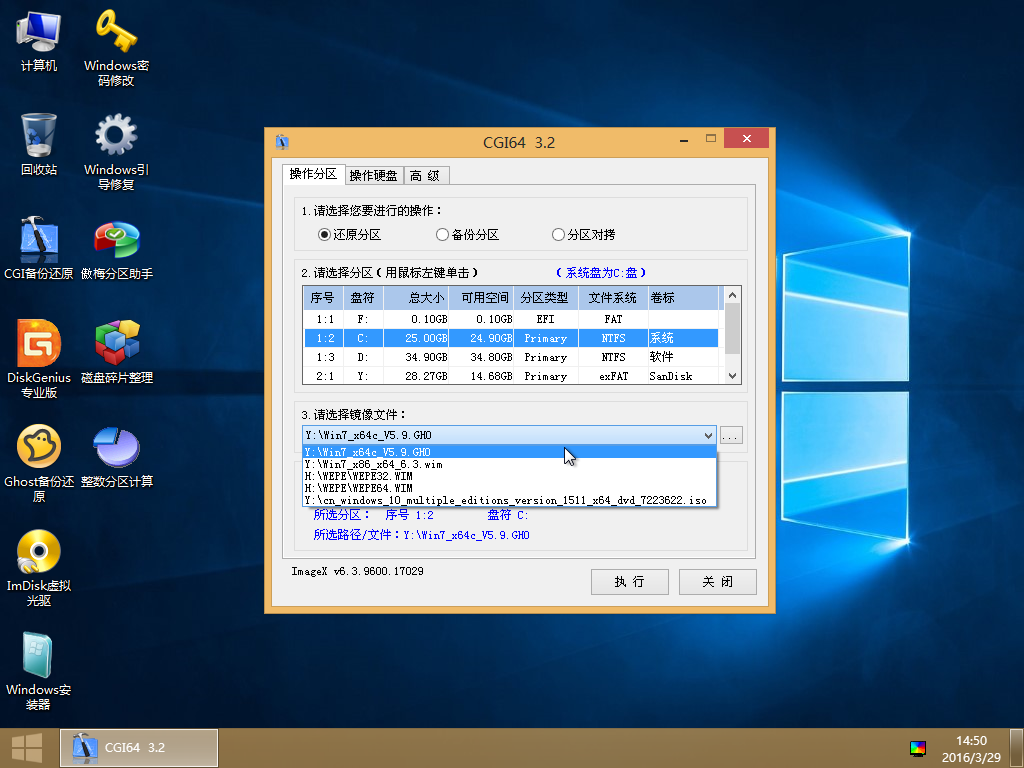 计算机
Windows密
码修改
回收站
Windows引
导修复
CGI备份还原
傲梅分区助手
DiskGenius
专业版
磁盘碎片整理
Ghost备份还
原
整数分区计算
ImDisk虚拟
光驱
Windows安
装器
CGI64 3.2
操作分区 操作硬盘 高 级
1.请选择您要进行的操作：
还原分区 备份分区 分区对拷
2.请选择分区（用鼠标左键单击） （系统盘为C:盘）
序号 盘符 总大小 可用空间 分区类型 文件系统 卷标
1:1 F: 0.10GB 0.10GB EFI FAT
1:2 C: 25.00GB 24.90GB Primary NTFS 系统
1:3 D: 34.90GB 34.80GB Primary NTFS 软件
2:1 Y: 28.27GB 14.68GB Primary exFAT SanDisk
3.请选择镜像文件：
Y:\Win7_x64c_V5.9.GHO ...
Y:\Win7_x64c_V5.9.GHO
Y:\Win7_x86_x64_6.3.wim
H:\WEPE\WEPE32.WIM
H:\WEPE\WEPE64.WIM
Y:\cn_windows_10_multiple_editions_version_1511_x64_dvd_7223622.iso
所选分区： 序号 1:2 盘符 C:
所选路径/文件：Y:\Win7_x64c_V5.9.GHO
ImageX v6.3.9600.17029
执 行 关 闭
CGI64 3.2
14:50
2016/3/29